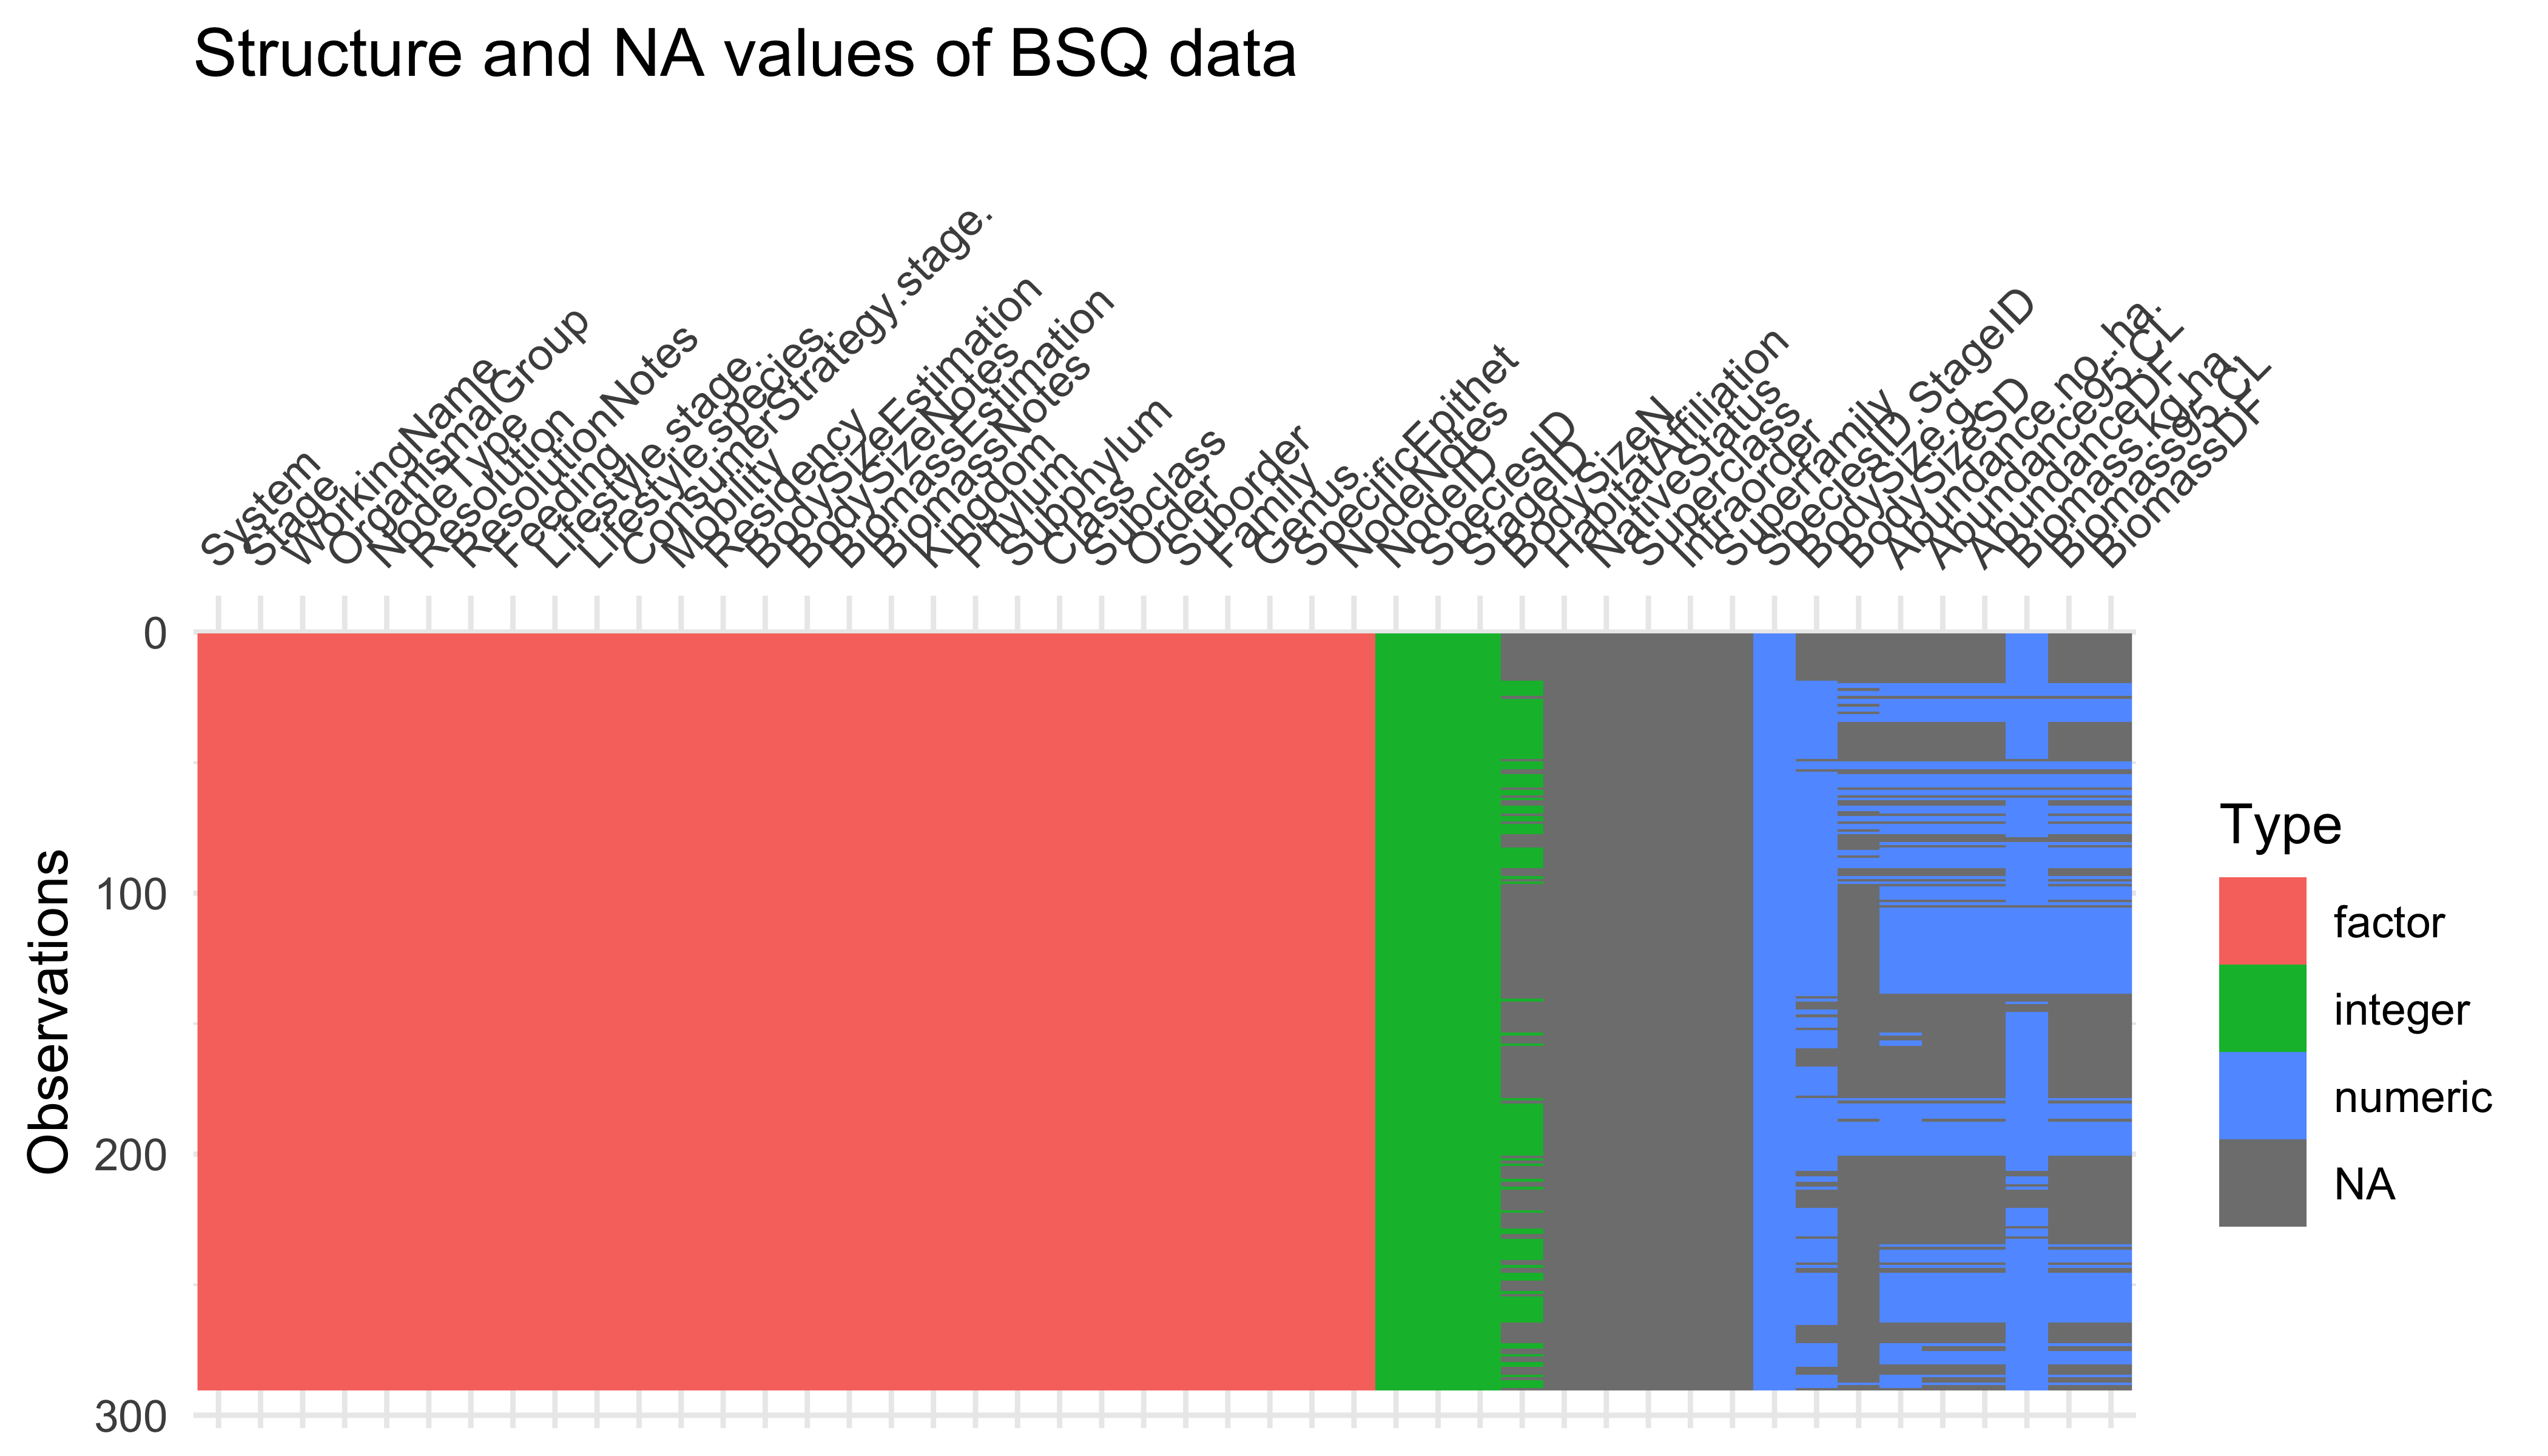 Structure and NA values of BSQ data
System
Stage
WorkingName
OrganismalGroup
NodeType
Resolution
ResolutionNotes
Feeding
Lifestyle.stage.
Lifestyle.species.
ConsumerStrategy.stage.
Mobility
Residency
BodySizeEstimation
BodySizeNotes
BiomassEstimation
BiomassNotes
Kingdom
Phylum
Subphylum
Class
Subclass
Order
Suborder
Family
Genus
SpecificEpithet
NodeNotes
NodeID
SpeciesID
StageID
BodySizeN
HabitatAffiliation
NativeStatus
Superclass
Infraorder
Superfamily
SpeciesID.StageID
BodySize.g.
BodySizeSD
Abundance.no..ha.
Abundance95.CL
AbundanceDF
Biomass.kg.ha.
Biomass95.CL
BiomassDF
Observations
0
100
200
300
Type
factor
integer
numeric
NA